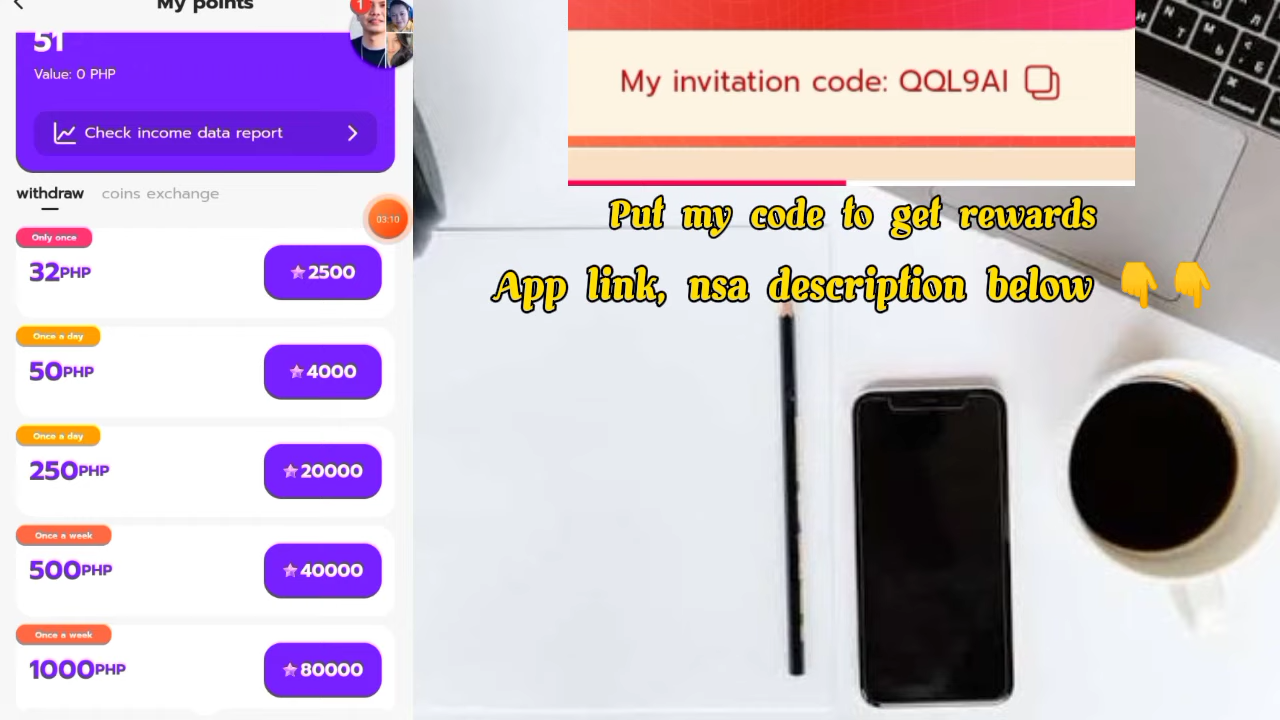 My points
1
51
Value: 0 PHP
Check income data report
withdraw
coins exchange
03:10
Only once
32PHP
2500
Once a day
50PHP
4000
Once a day
250PHP
20000
Once a week
500PHP
40000
Once a week
1000PHP
80000
My invitation code: QQL9AI
Put my code to get rewards
App link, nsa description below 👇👇